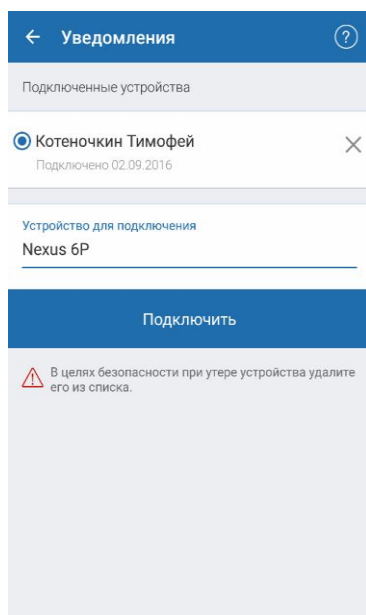 Уведомления
?
Подключенные устройства
Котеночкин Тимофей
Подключено 02.09.2016
Устройство для подключения
Nexus 6P
Подключить
В целях безопасности при утере устройства удалите
его из списка.